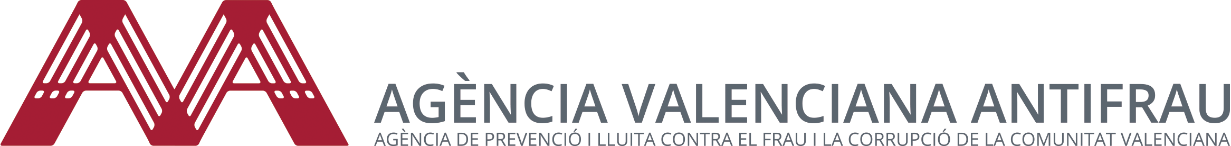 AGÈNCIA VALENCIANA ANTIFRAU
AGÈNCIA DE PREVENCIÓ I LLUITA CONTRA EL FRAU I LA CORRUPCIÓ DE LA COMUNITAT VALENCIANA